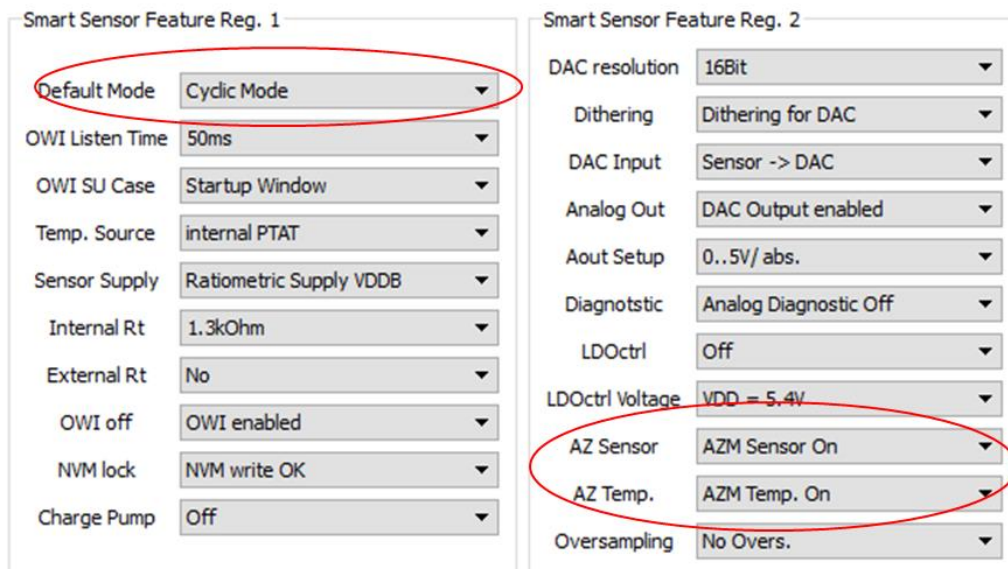 Smart Sensor Feature Reg. 1
Default Mode Cyclic Mode
OWI Listen Time 50ms
OWI SU Case Startup Window
Temp. Source internal PTAT
Sensor Supply Ratiometric Supply VDDB
Internal Rt 1.3kOhm
External Rt No
OWI off OWI enabled
NVM lock NVM write OK
Charge Pump Off
Smart Sensor Feature Reg. 2
DAC resolution 16Bit
Dithering Dithering for DAC
DAC Input Sensor -> DAC
Analog Out DAC Output enabled
Aout Setup 0..5V/ abs.
Diagnotstic Analog Diagnostic Off
LDOctrl Off
LDOctrl Voltage VDD = 5.4V
AZ Sensor AZM Sensor On
AZ Temp. AZM Temp. On
Oversampling No Overs.